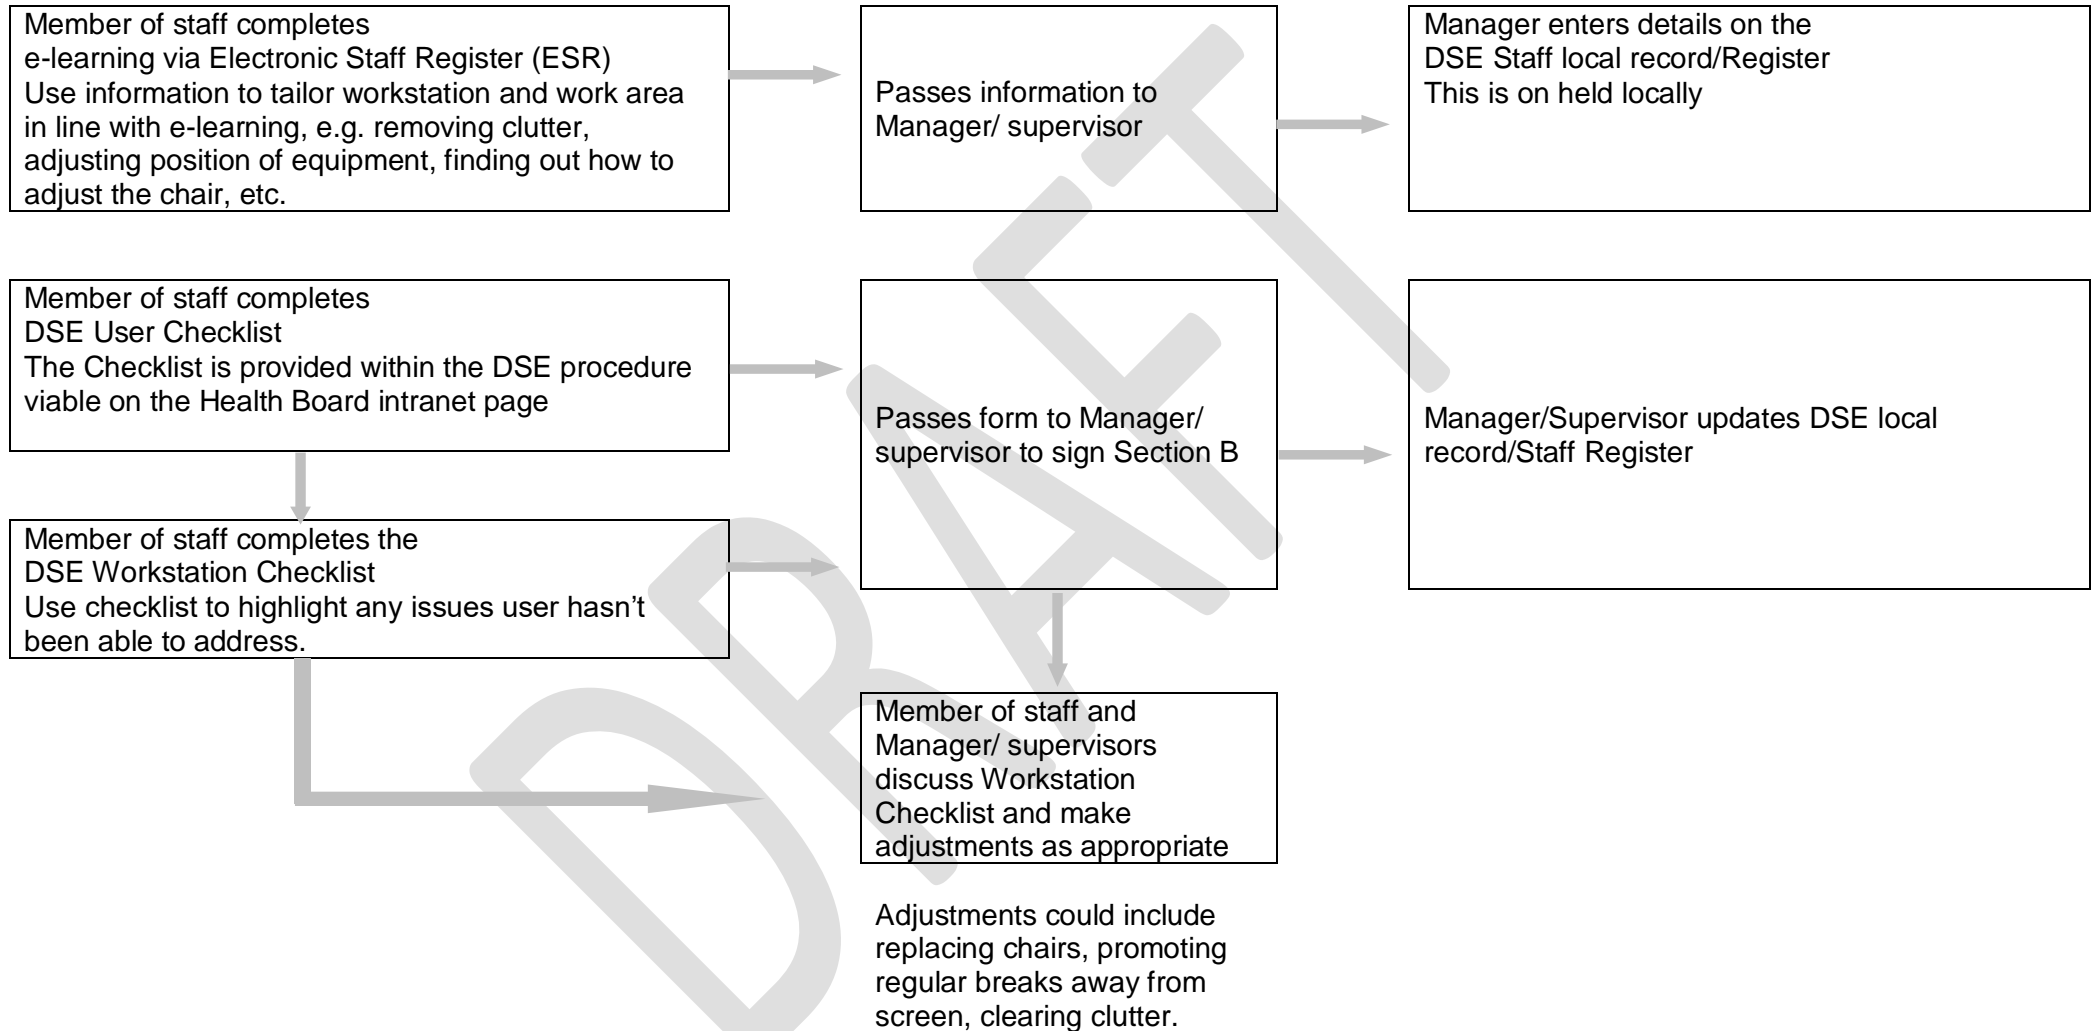 Member of staff completes
e-learning via Electronic Staff Register (ESR)
Use information to tailor workstation and work area
in line with e-learning, e.g. removing clutter,
adjusting position of equipment, finding out how to
adjust the chair, etc.
Passes information to
Manager/ supervisor
Manager enters details on the
DSE Staff local record/Register
This is on held locally
Member of staff completes
DSE User Checklist
The Checklist is provided within the DSE procedure
viable on the Health Board intranet page
Passes form to Manager/
supervisor to sign Section B
Manager/Supervisor updates DSE local
record/Staff Register
Member of staff completes the
DSE Workstation Checklist
Use checklist to highlight any issues user hasn’t
been able to address.
Member of staff and
Manager/ supervisors
discuss Workstation
Checklist and make
adjustments as appropriate
Adjustments could include
replacing chairs, promoting
regular breaks away from
screen, clearing clutter.
DRAFT